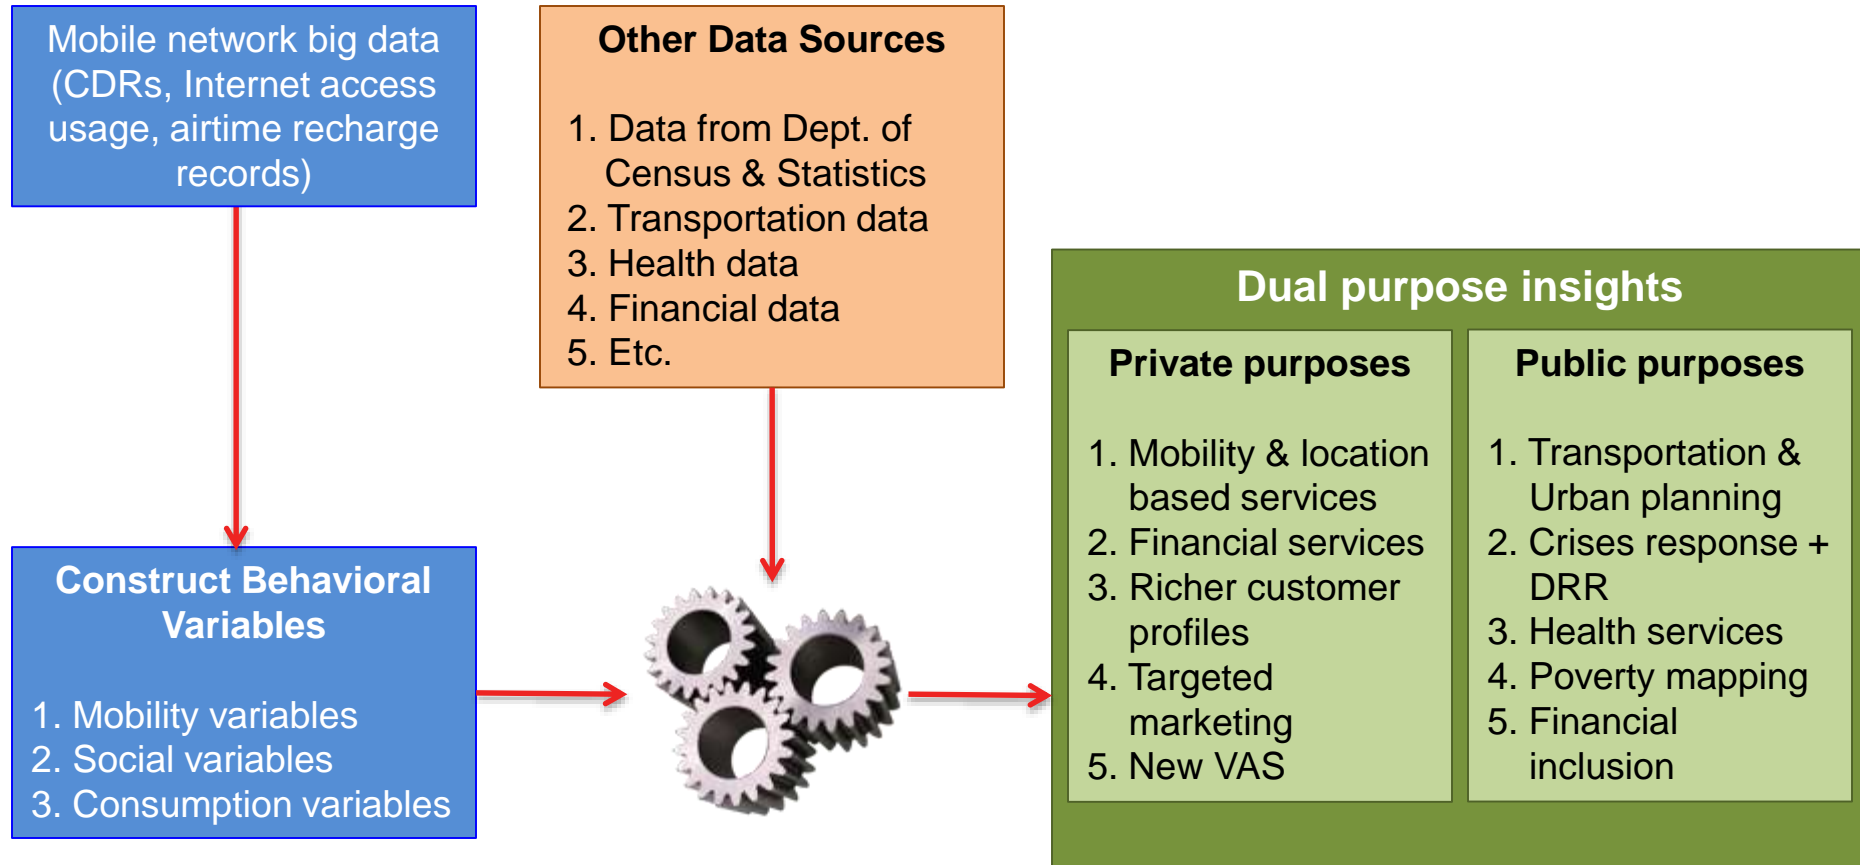 Mobile network big data
(CDRs, Internet access
usage, airtime recharge
records)
Other Data Sources
1. Data from Dept. of
Census & Statistics
2. Transportation data
3. Health data
4. Financial data
5. Etc.
Construct Behavioral
Variables
1. Mobility variables
2. Social variables
3. Consumption variables
Dual purpose insights
Private purposes
1. Mobility & location
based services
2. Financial services
3. Richer customer
profiles
4. Targeted
marketing
5. New VAS
Public purposes
1. Transportation &
Urban planning
2. Crises response +
DRR
3. Health services
4. Poverty mapping
5. Financial
inclusion